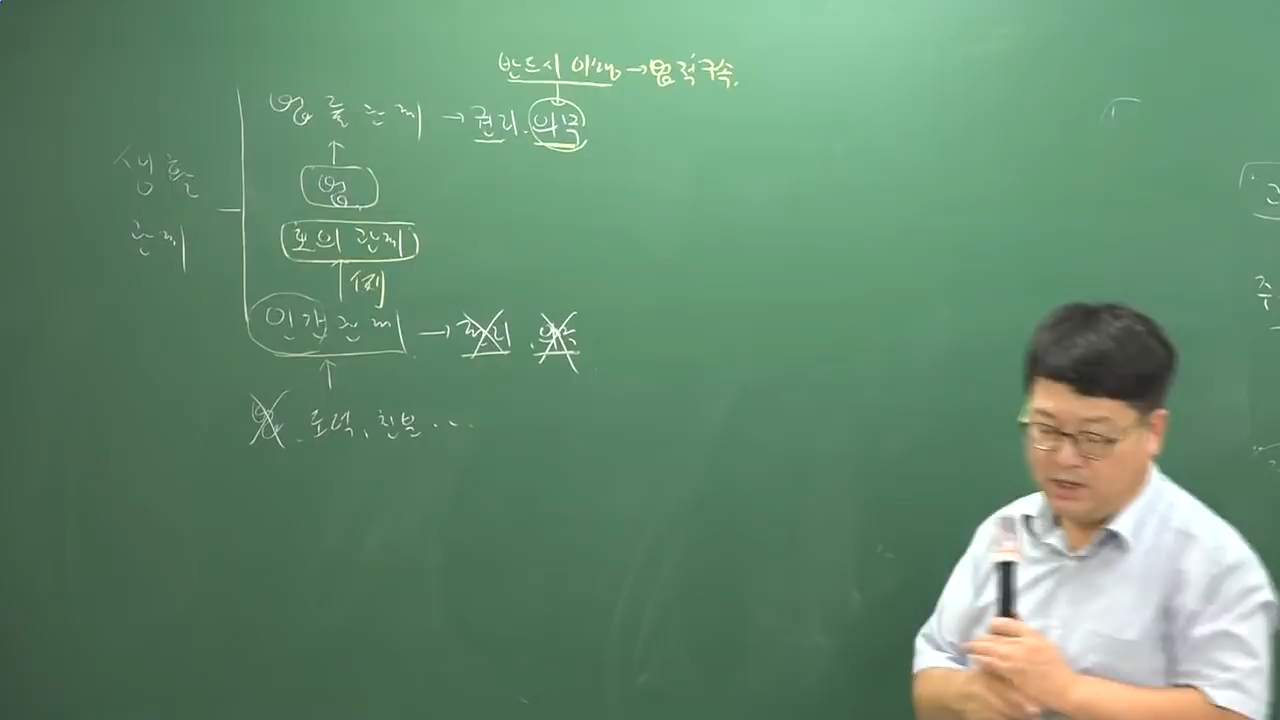 반드시 이행 → 법적구속.
법률관계 → 권리. 의무
생활
법
호의관계
관계
인간관계 → 권리. 의무
법. 도덕, 친분...